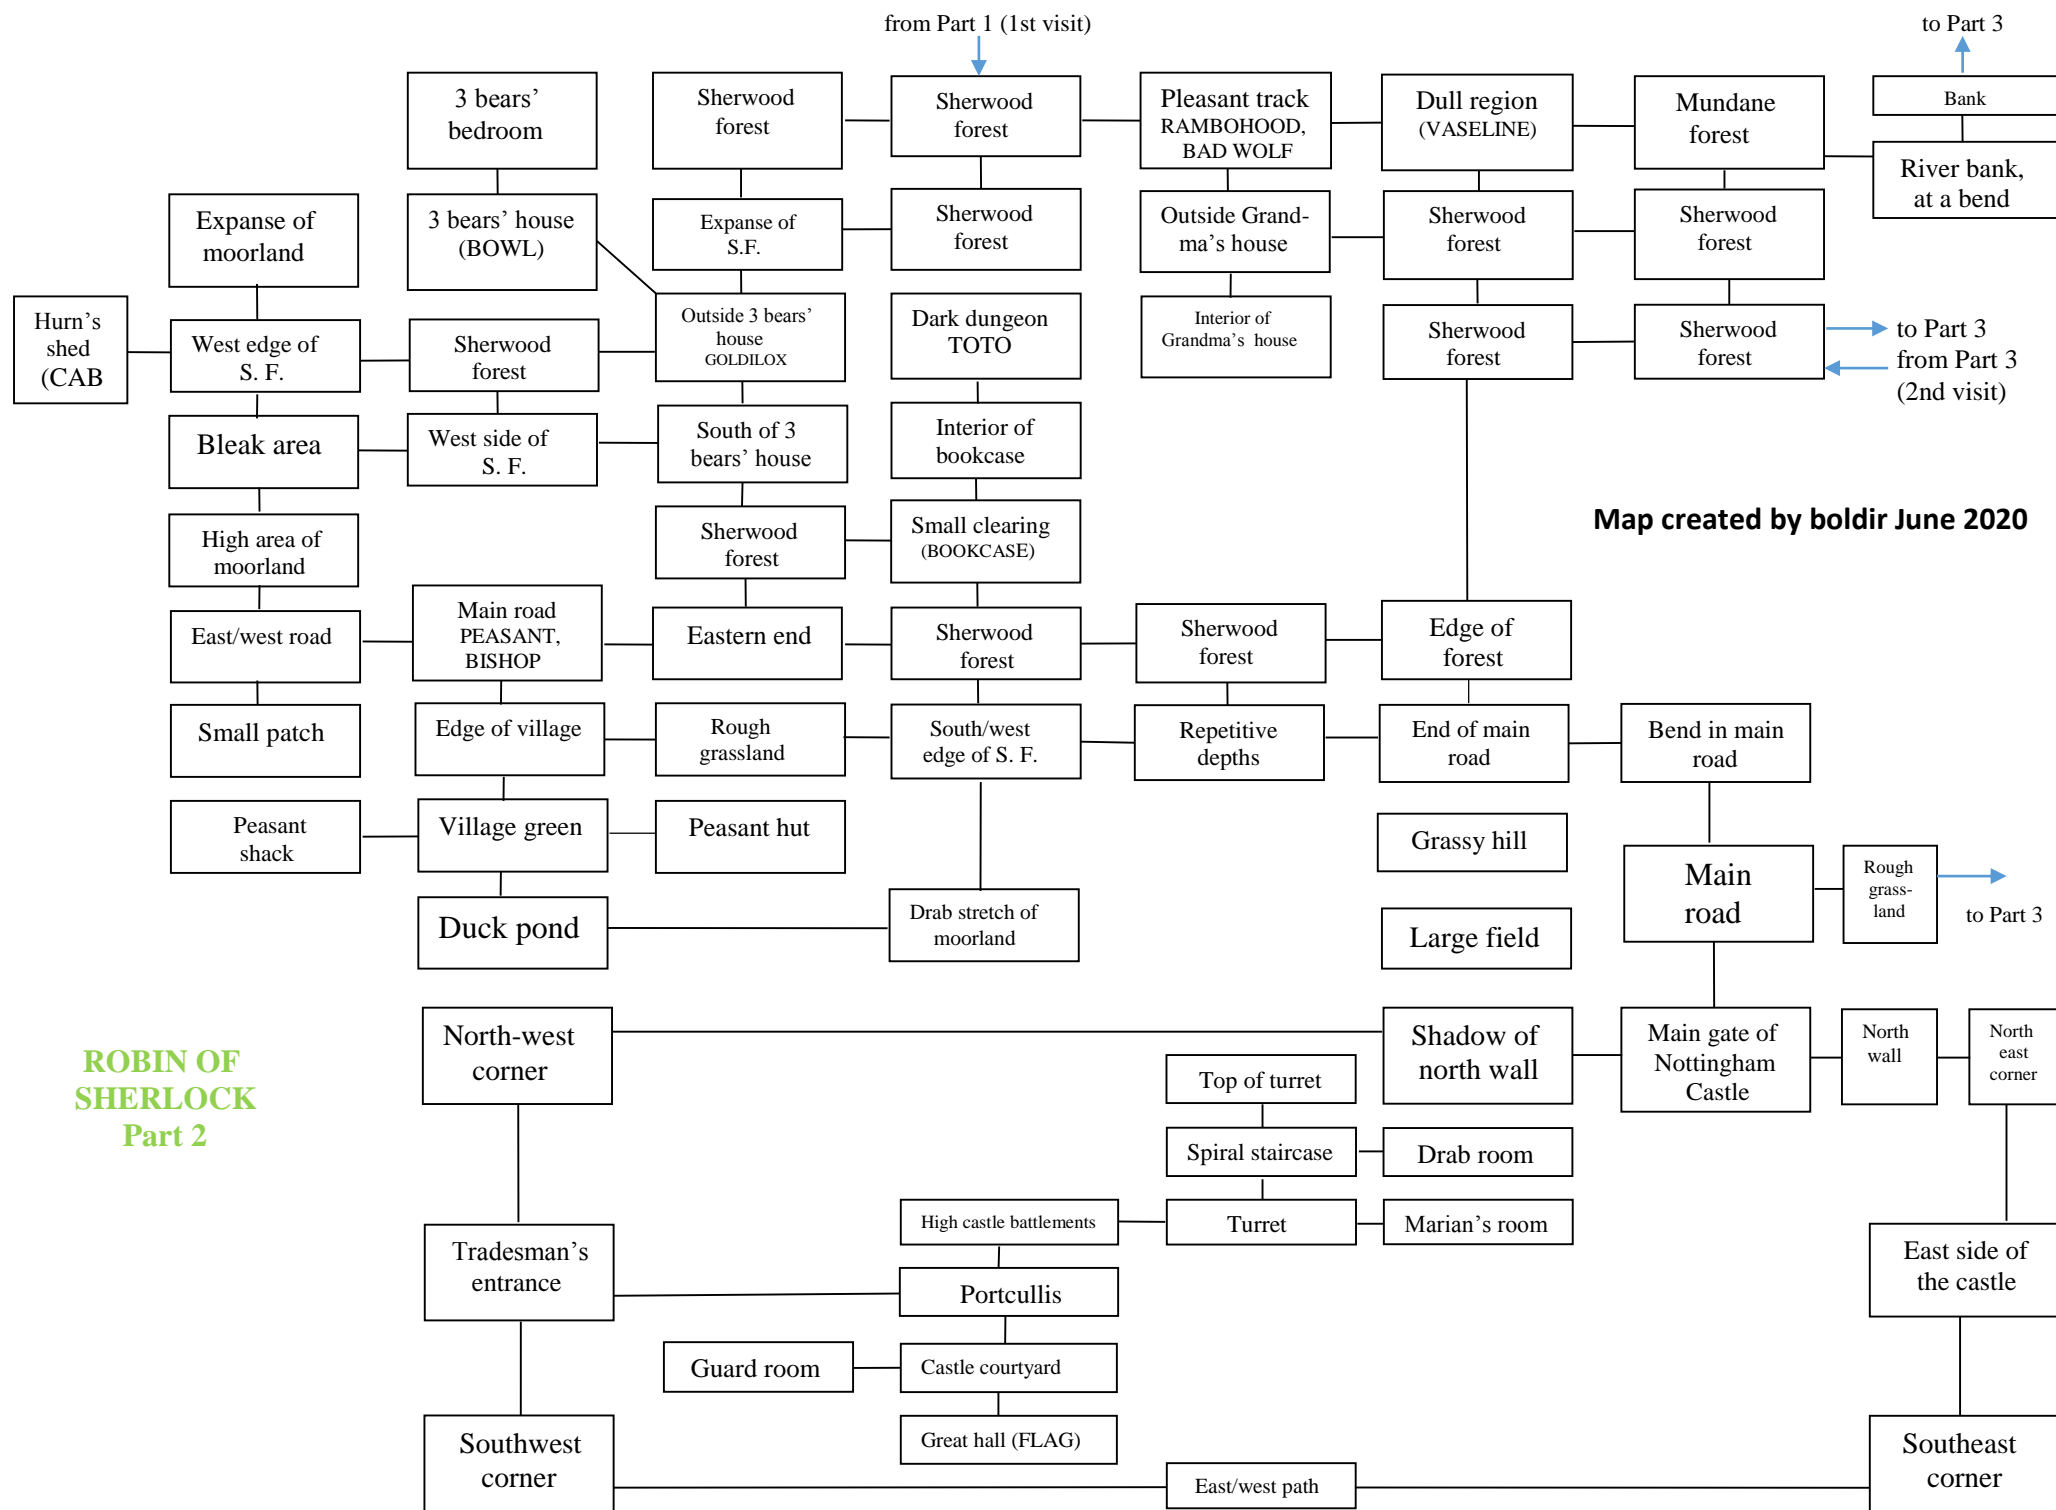 from Part 1 (1st visit)
to Part 3
3 bears’
bedroom
Sherwood
forest
Sherwood
forest
Pleasant track
RAMBOHOOD,
BAD WOLF
Dull region
(VASELINE)
Mundane
forest
Bank
River bank,
at a bend
Expanse of
moorland
3 bears’ house
(BOWL)
Expanse of
S.F.
Sherwood
forest
Outside Grand-
ma’s house
Sherwood
forest
Sherwood
forest
Hurn’s
shed
(CAB
West edge of
S. F.
Sherwood
forest
Outside 3 bears’
house
GOLDILOX
Dark dungeon
TOTO
Interior of
Grandma’s house
Sherwood
forest
Sherwood
forest
to Part 3
from Part 3
(2nd visit)
Bleak area
West side of
S. F.
South of 3
bears’ house
Interior of
bookcase
High area of
moorland
Sherwood
forest
Small clearing
(BOOKCASE)
Map created by boldir June 2020
East/west road
Main road
PEASANT,
BISHOP
Eastern end
Sherwood
forest
Sherwood
forest
Edge of
forest
Small patch
Edge of village
Rough
grassland
South/west
edge of S. F.
Repetitive
depths
End of main
road
Bend in main
road
Peasant
shack
Village green
Peasant hut
Grassy hill
Main
road
Rough
grass-
land
to Part 3
Duck pond
Drab stretch of
moorland
Large field
North-west
corner
Shadow of
north wall
Main gate of
Nottingham
Castle
North
wall
North
east
corner
ROBIN OF
SHERLOCK
Part 2
Top of turret
Spiral staircase
Drab room
High castle battlements
Turret
Marian’s room
Tradesman’s
entrance
Portcullis
East side of
the castle
Guard room
Castle courtyard
Southwest
corner
Great hall (FLAG)
East/west path
Southeast
corner